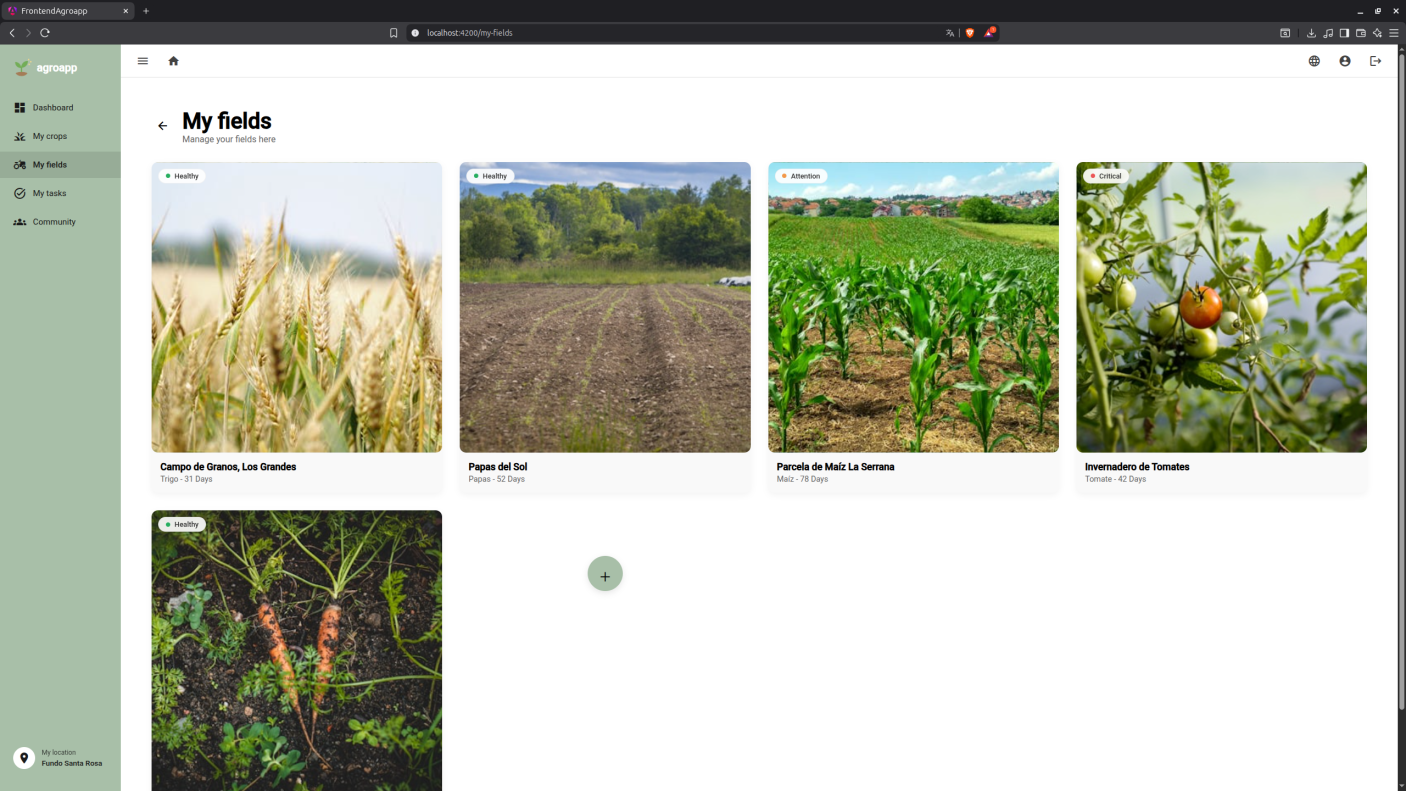 FrontendAgroapp
localhost:4200/my-fields
agroapp
Dashboard
My crops
My fields
My tasks
Community
My location
Fundo Santa Rosa
My fields
Manage your fields here
Healthy
Campo de Granos, Los Grandes
Trigo - 31 Days
Healthy
Papas del Sol
Papas - 52 Days
Attention
Parcela de Maíz La Serrana
Maíz - 78 Days
Critical
Invernadero de Tomates
Tomate - 42 Days
Healthy